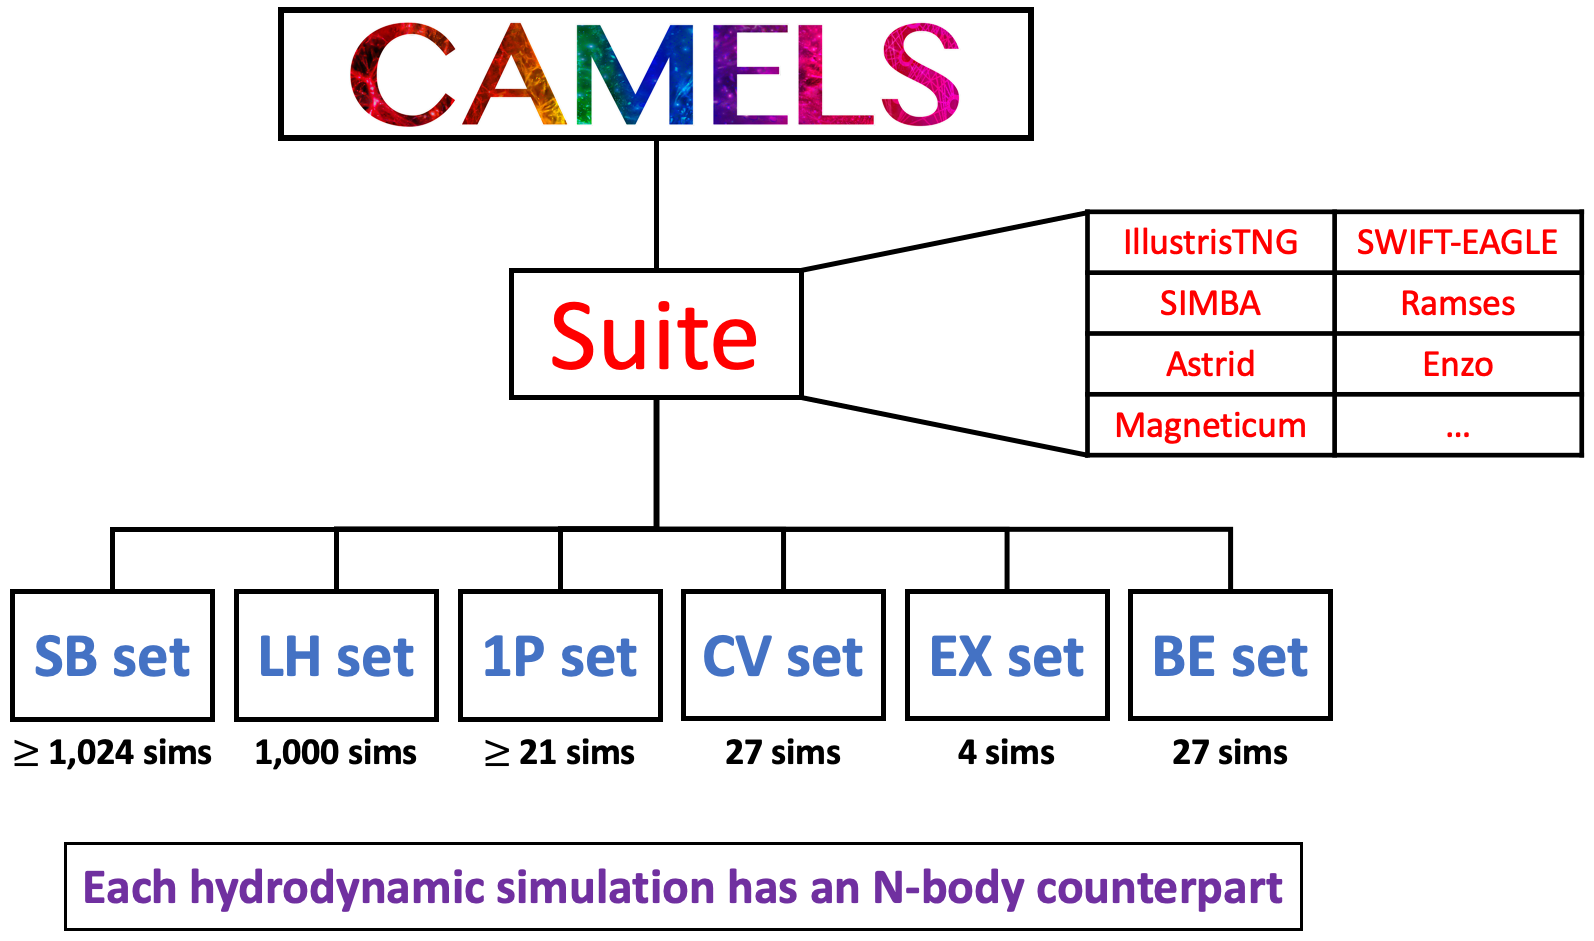 CAMELS
Suite
IllustrisTNG SWIFT-EAGLE
SIMBA Ramses
Astrid Enzo
Magneticum ...
SB set LH set 1P set CV set EX set BE set
≥ 1,024 sims 1,000 sims ≥ 21 sims 27 sims 4 sims 27 sims
Each hydrodynamic simulation has an N-body counterpart